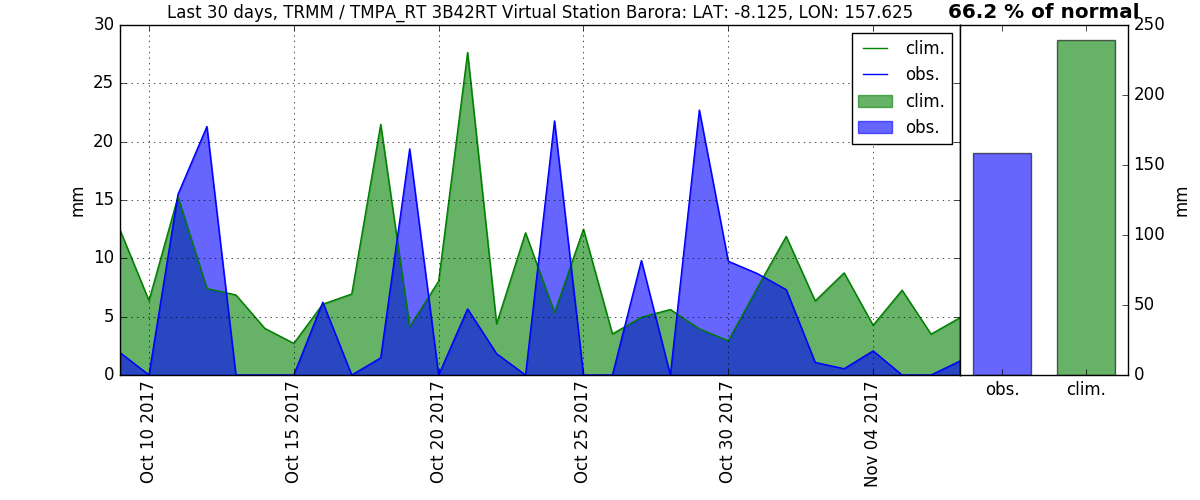 Last 30 days, TRMM / TMPA_RT 3B42RT Virtual Station Barora: LAT: -8.125, LON: 157.625
66.2 % of normal
30
25
20
15
10
5
0
mm
clim.
obs.
clim.
obs.
Oct 10 2017
Oct 15 2017
Oct 20 2017
Oct 25 2017
Oct 30 2017
Nov 04 2017
250
200
150
100
50
0
mm
obs.
clim.